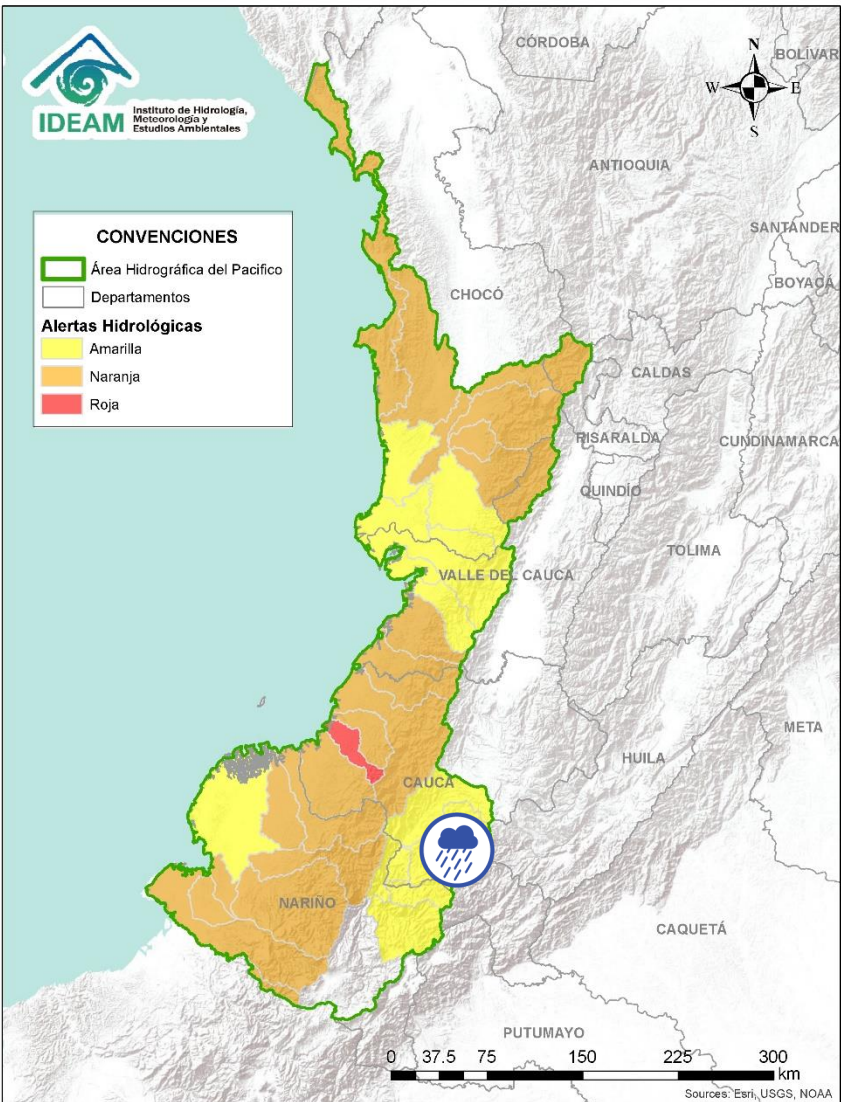 IDEAM
Instituto de Hidrología,
Meteorología y
Estudios Ambientales
CÓRDOBA
BOLIVAR
N
W
E
S
ANTIOQUIA
SANTANDER
CONVENCIONES
Área Hidrográfica del Pacifico
Departamentos
Alertas Hidrológicas
Amarilla
Naranja
Roja
BOYACÁ
CHOCÓ
CALDAS
RISARALDA
CUNDINAMARCA
QUINDÍO
TOLIMA
VALLE DEL CAUCA
META
HUILA
CAUCA
NARIÑO
CAQUETÁ
PUTUMAYO
0 37.5 75 150 225 300
km
Sources: Esri, USGS, NOAA